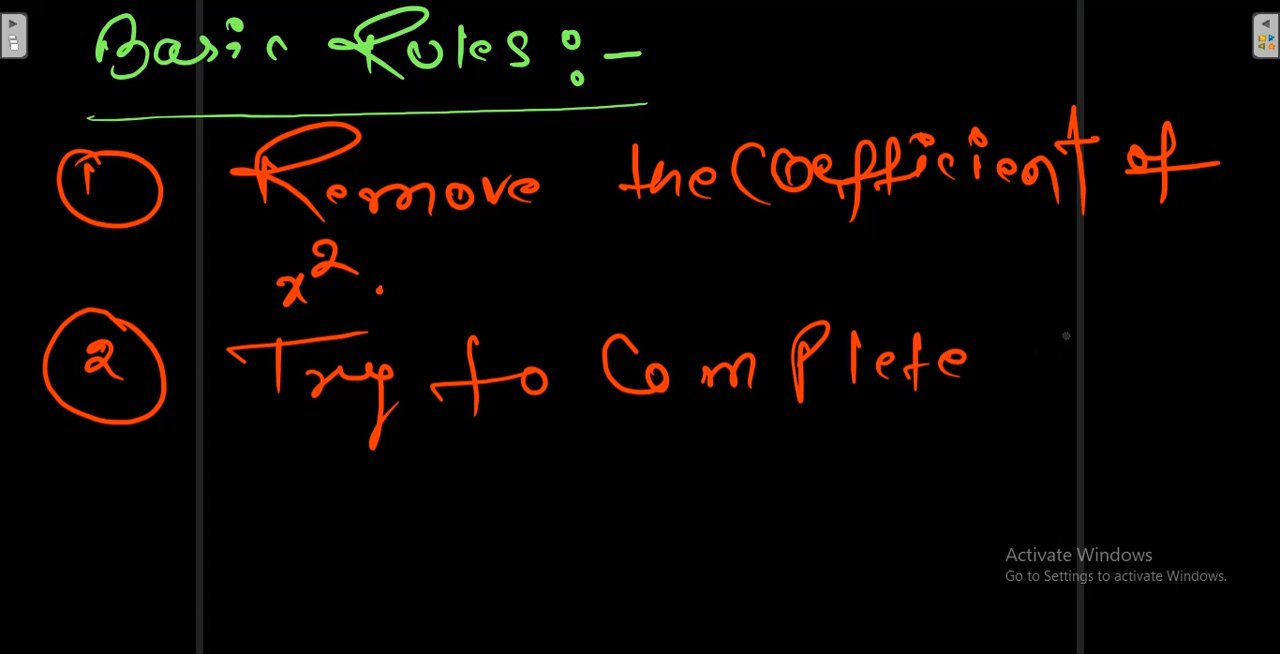 Basic Rules:-
① Remove the Coefficient of
x².
② Try to Complete
Activate Windows
Go to Settings to activate Windows.